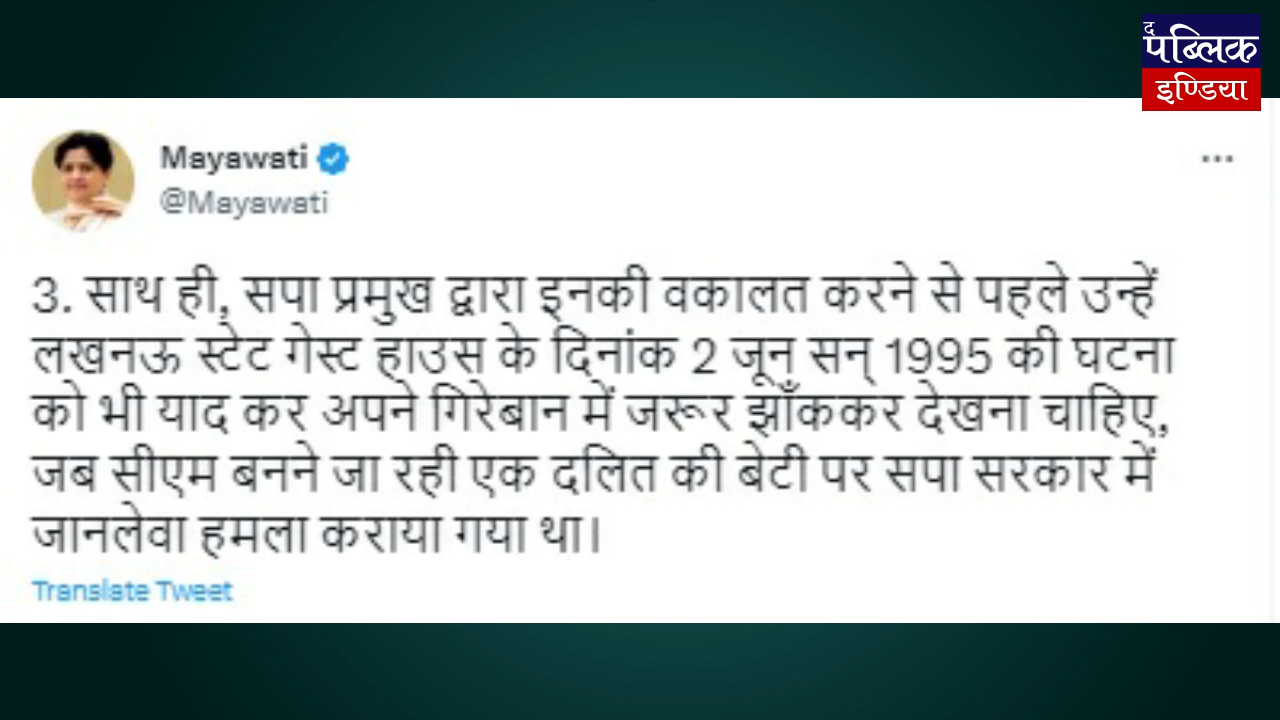 द
पब्लिक
इण्डिया
Mayawati
@Mayawati
3. साथ ही, सपा प्रमुख द्वारा इनकी वकालत करने से पहले उन्हें
लखनऊ स्टेट गेस्ट हाउस के दिनांक 2 जून सन् 1995 की घटना
को भी याद कर अपने गिरेबान में जरूर झाँककर देखना चाहिए,
जब सीएम बनने जा रही एक दलित की बेटी पर सपा सरकार में
जानलेवा हमला कराया गया था।
Translate Tweet